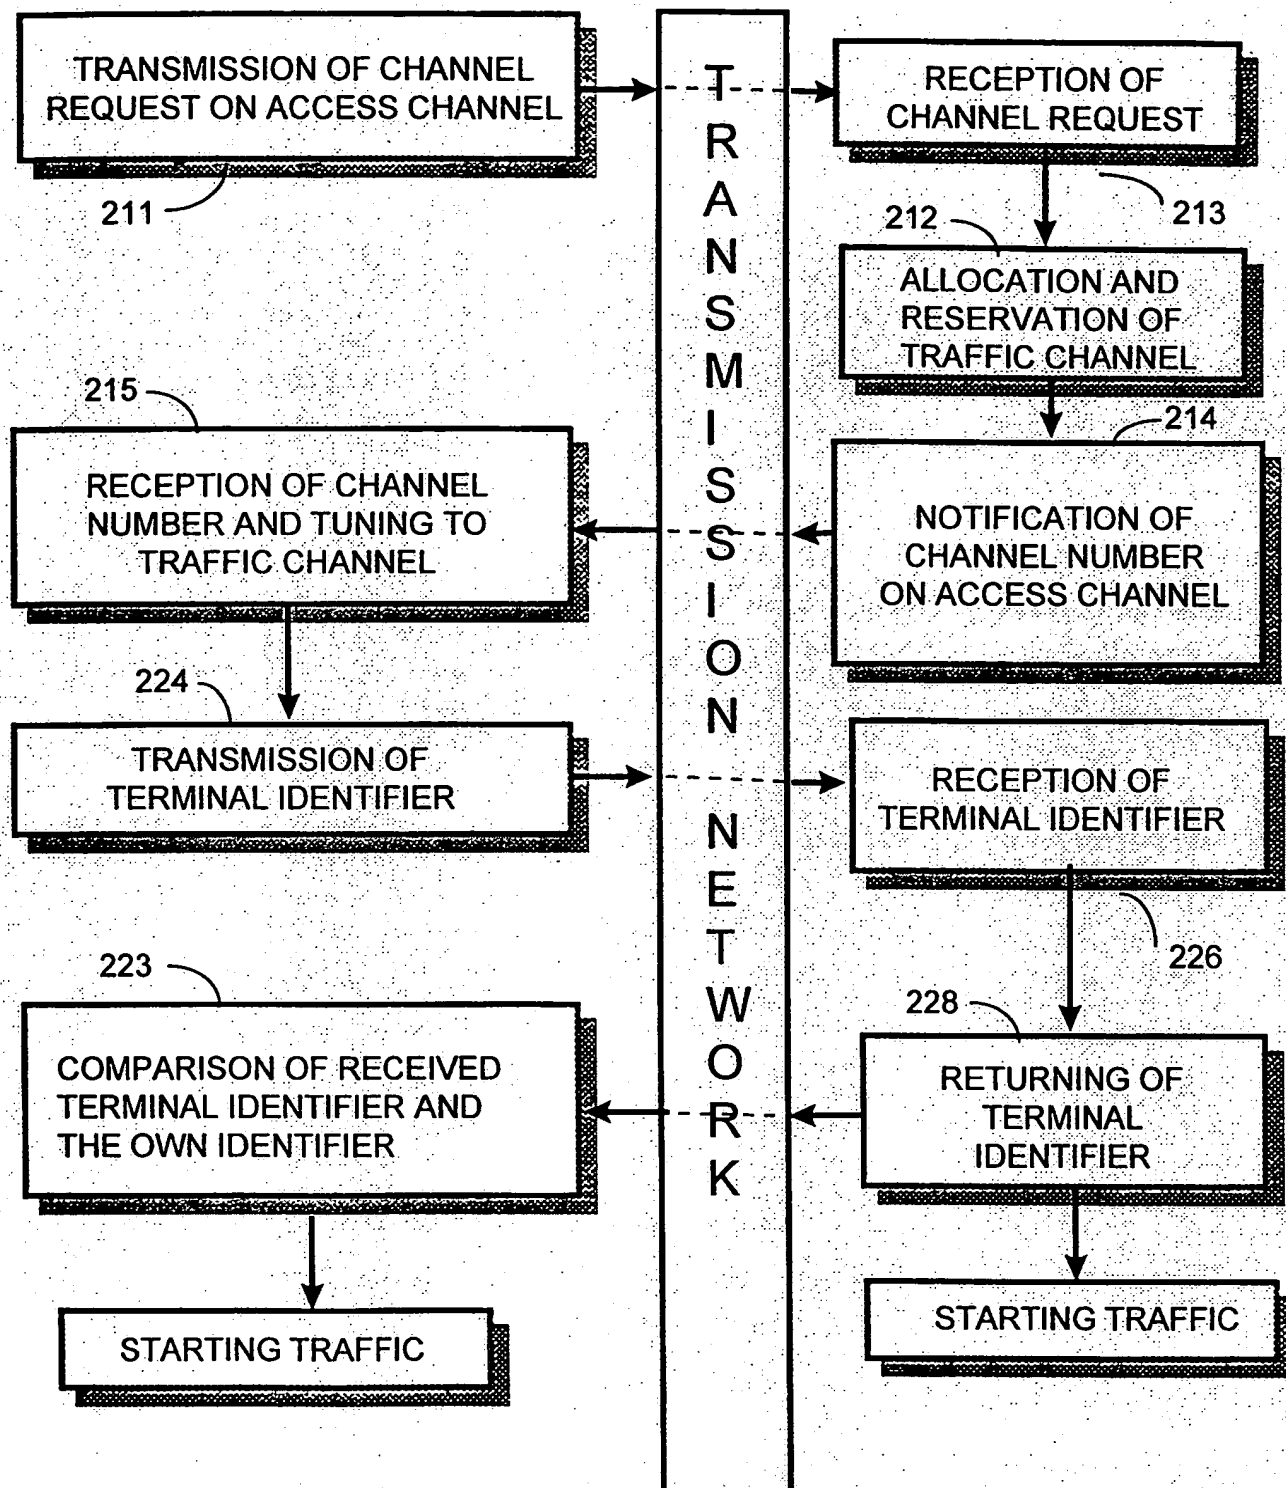 TRANSMISSION OF CHANNEL
REQUEST ON ACCESS CHANNEL
211
TRANSMISSION NETWORK
RECEPTION OF
CHANNEL REQUEST
213
212
ALLOCATION AND
RESERVATION OF
TRAFFIC CHANNEL
214
NOTIFICATION OF
CHANNEL NUMBER
ON ACCESS CHANNEL
215
RECEPTION OF CHANNEL
NUMBER AND TUNING TO
TRAFFIC CHANNEL
224
TRANSMISSION OF
TERMINAL IDENTIFIER
RECEPTION OF
TERMINAL IDENTIFIER
226
228
RETURNING OF
TERMINAL
IDENTIFIER
223
COMPARISON OF RECEIVED
TERMINAL IDENTIFIER AND
THE OWN IDENTIFIER
STARTING TRAFFIC
STARTING TRAFFIC